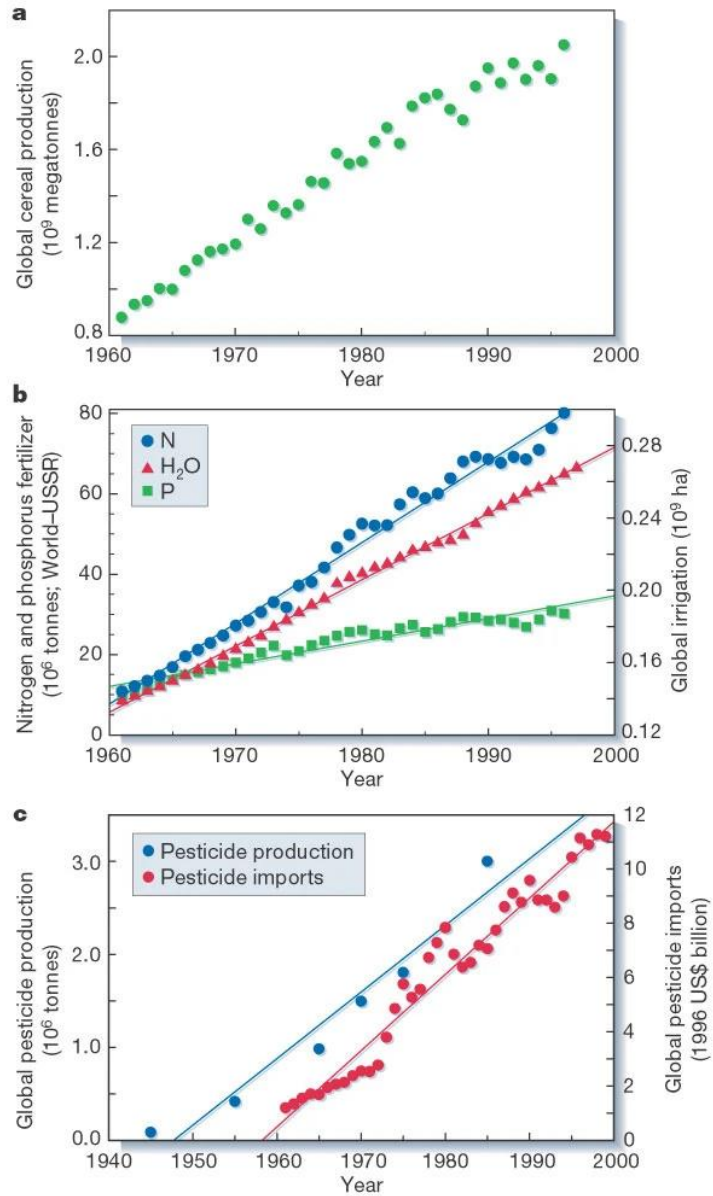 a
Global cereal production
(10⁹ megatonnes)
2.0
1.6
1.2
0.8
1960
1970
1980
1990
2000
Year
b
Nitrogen and phosphorus fertilizer
(10⁶ tonnes; World–USSR)
80
60
40
20
0
N
H₂O
P
0.28
0.24
0.20
0.16
0.12
Global irrigation (10⁹ ha)
1960
1970
1980
1990
2000
Year
c
Global pesticide production
(10⁶ tonnes)
3.0
2.0
1.0
0.0
Pesticide production
Pesticide imports
12
10
8
6
4
2
0
Global pesticide imports
(1996 US$ billion)
1940
1950
1960
1970
1980
1990
2000
Year